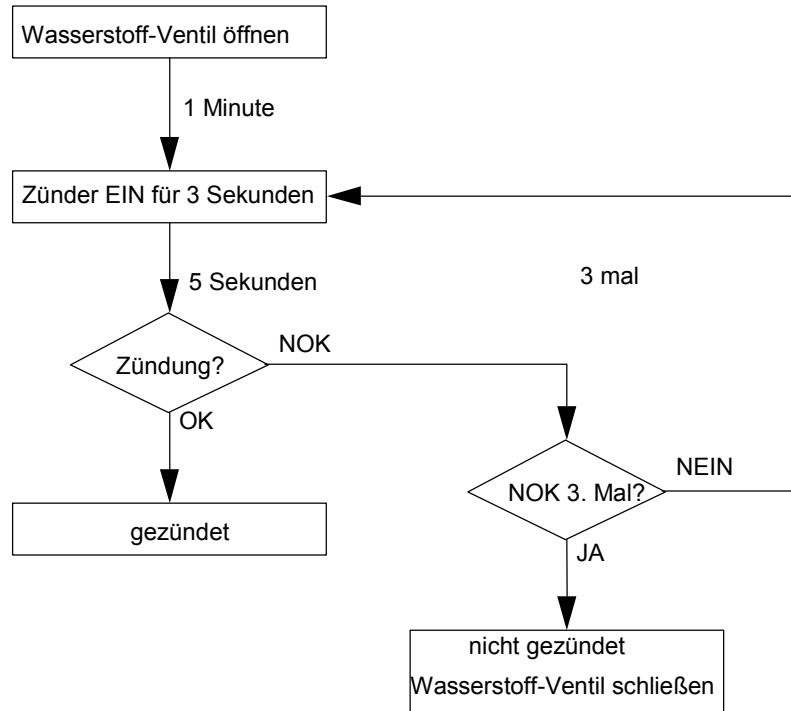 Wasserstoff-Ventil öffnen
1 Minute
Zünder EIN für 3 Sekunden
5 Sekunden
3 mal
Zündung?
NOK
OK
NOK 3. Mal?
NEIN
gezündet
JA
nicht gezündet
Wasserstoff-Ventil schließen